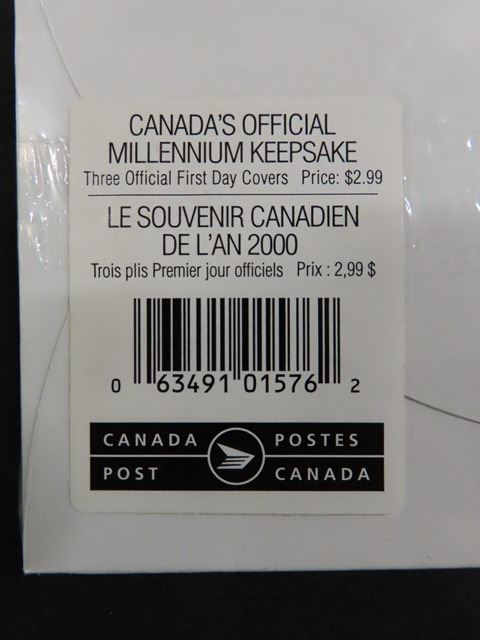 CANADA'S OFFICIAL
MILLENNIUM KEEPSAKE
Three Official First Day Covers Price: $2.99
LE SOUVENIR CANADIEN
DE L'AN 2000
Trois plis Premier jour officiels Prix : 2,99 $
0 63491 01576 2
CANADA POSTES
POST CANADA